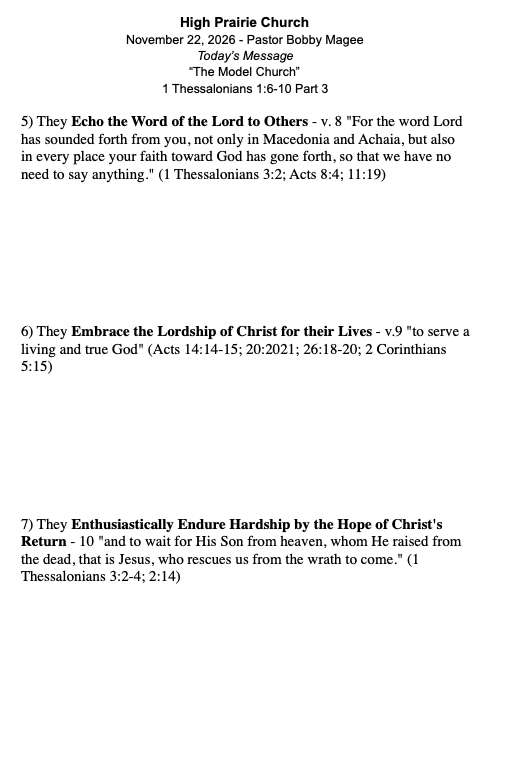 High Prairie Church
November 22, 2026 - Pastor Bobby Magee
Today's Message
“The Model Church”
1 Thessalonians 1:6-10 Part 3
5) They Echo the Word of the Lord to Others - v. 8 "For the word Lord
has sounded forth from you, not only in Macedonia and Achaia, but also
in every place your faith toward God has gone forth, so that we have no
need to say anything." (1 Thessalonians 3:2; Acts 8:4; 11:19)
6) They Embrace the Lordship of Christ for their Lives - v.9 "to serve a
living and true God" (Acts 14:14-15; 20:2021; 26:18-20; 2 Corinthians
5:15)
7) They Enthusiastically Endure Hardship by the Hope of Christ's
Return - 10 "and to wait for His Son from heaven, whom He raised from
the dead, that is Jesus, who rescues us from the wrath to come." (1
Thessalonians 3:2-4; 2:14)